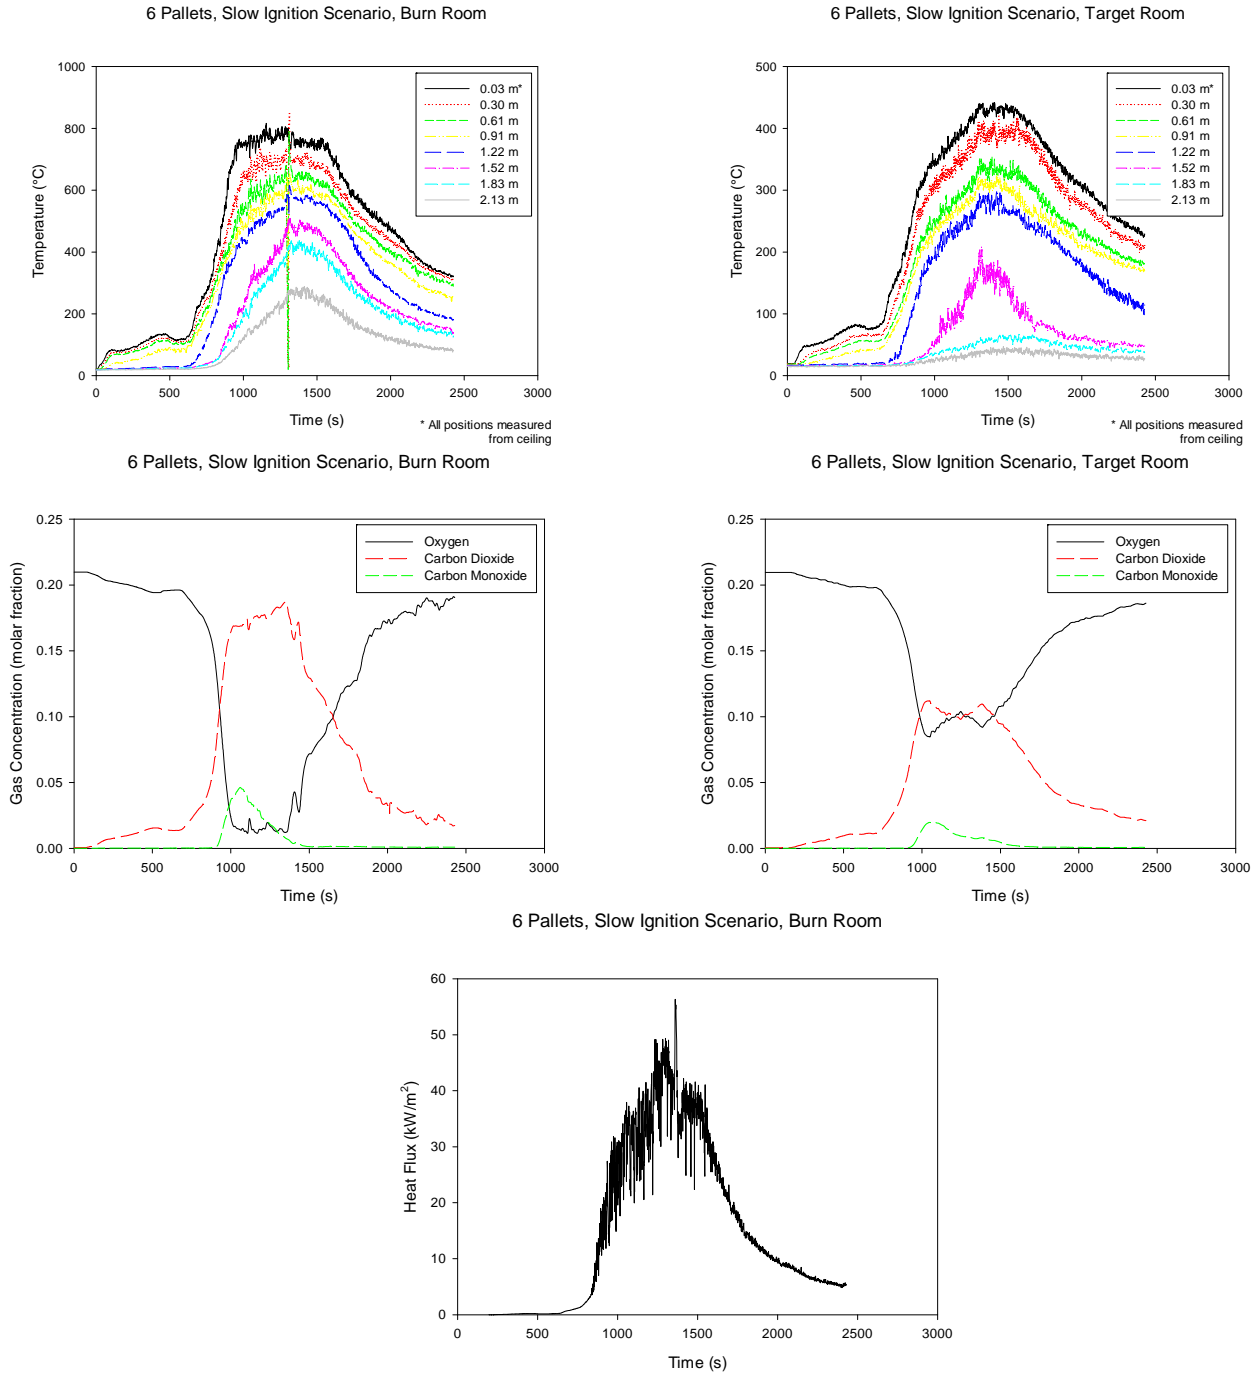 6 Pallets, Slow Ignition Scenario, Burn Room
Temperature (°C)
1000
800
600
400
200
0
0 500 1000 1500 2000 2500 3000
Time (s)
0.03 m*
0.30 m
0.61 m
0.91 m
1.22 m
1.52 m
1.83 m
2.13 m
* All positions measured
from ceiling
6 Pallets, Slow Ignition Scenario, Target Room
Temperature (°C)
500
400
300
200
100
0
0 500 1000 1500 2000 2500 3000
Time (s)
0.03 m*
0.30 m
0.61 m
0.91 m
1.22 m
1.52 m
1.83 m
2.13 m
* All positions measured
from ceiling
6 Pallets, Slow Ignition Scenario, Burn Room
Gas Concentration (molar fraction)
0.25
0.20
0.15
0.10
0.05
0.00
0 500 1000 1500 2000 2500 3000
Time (s)
Oxygen
Carbon Dioxide
Carbon Monoxide
6 Pallets, Slow Ignition Scenario, Target Room
Gas Concentration (molar fraction)
0.25
0.20
0.15
0.10
0.05
0.00
0 500 1000 1500 2000 2500 3000
Time (s)
Oxygen
Carbon Dioxide
Carbon Monoxide
6 Pallets, Slow Ignition Scenario, Burn Room
Heat Flux (kW/m²)
60
50
40
30
20
10
0
0 500 1000 1500 2000 2500 3000
Time (s)